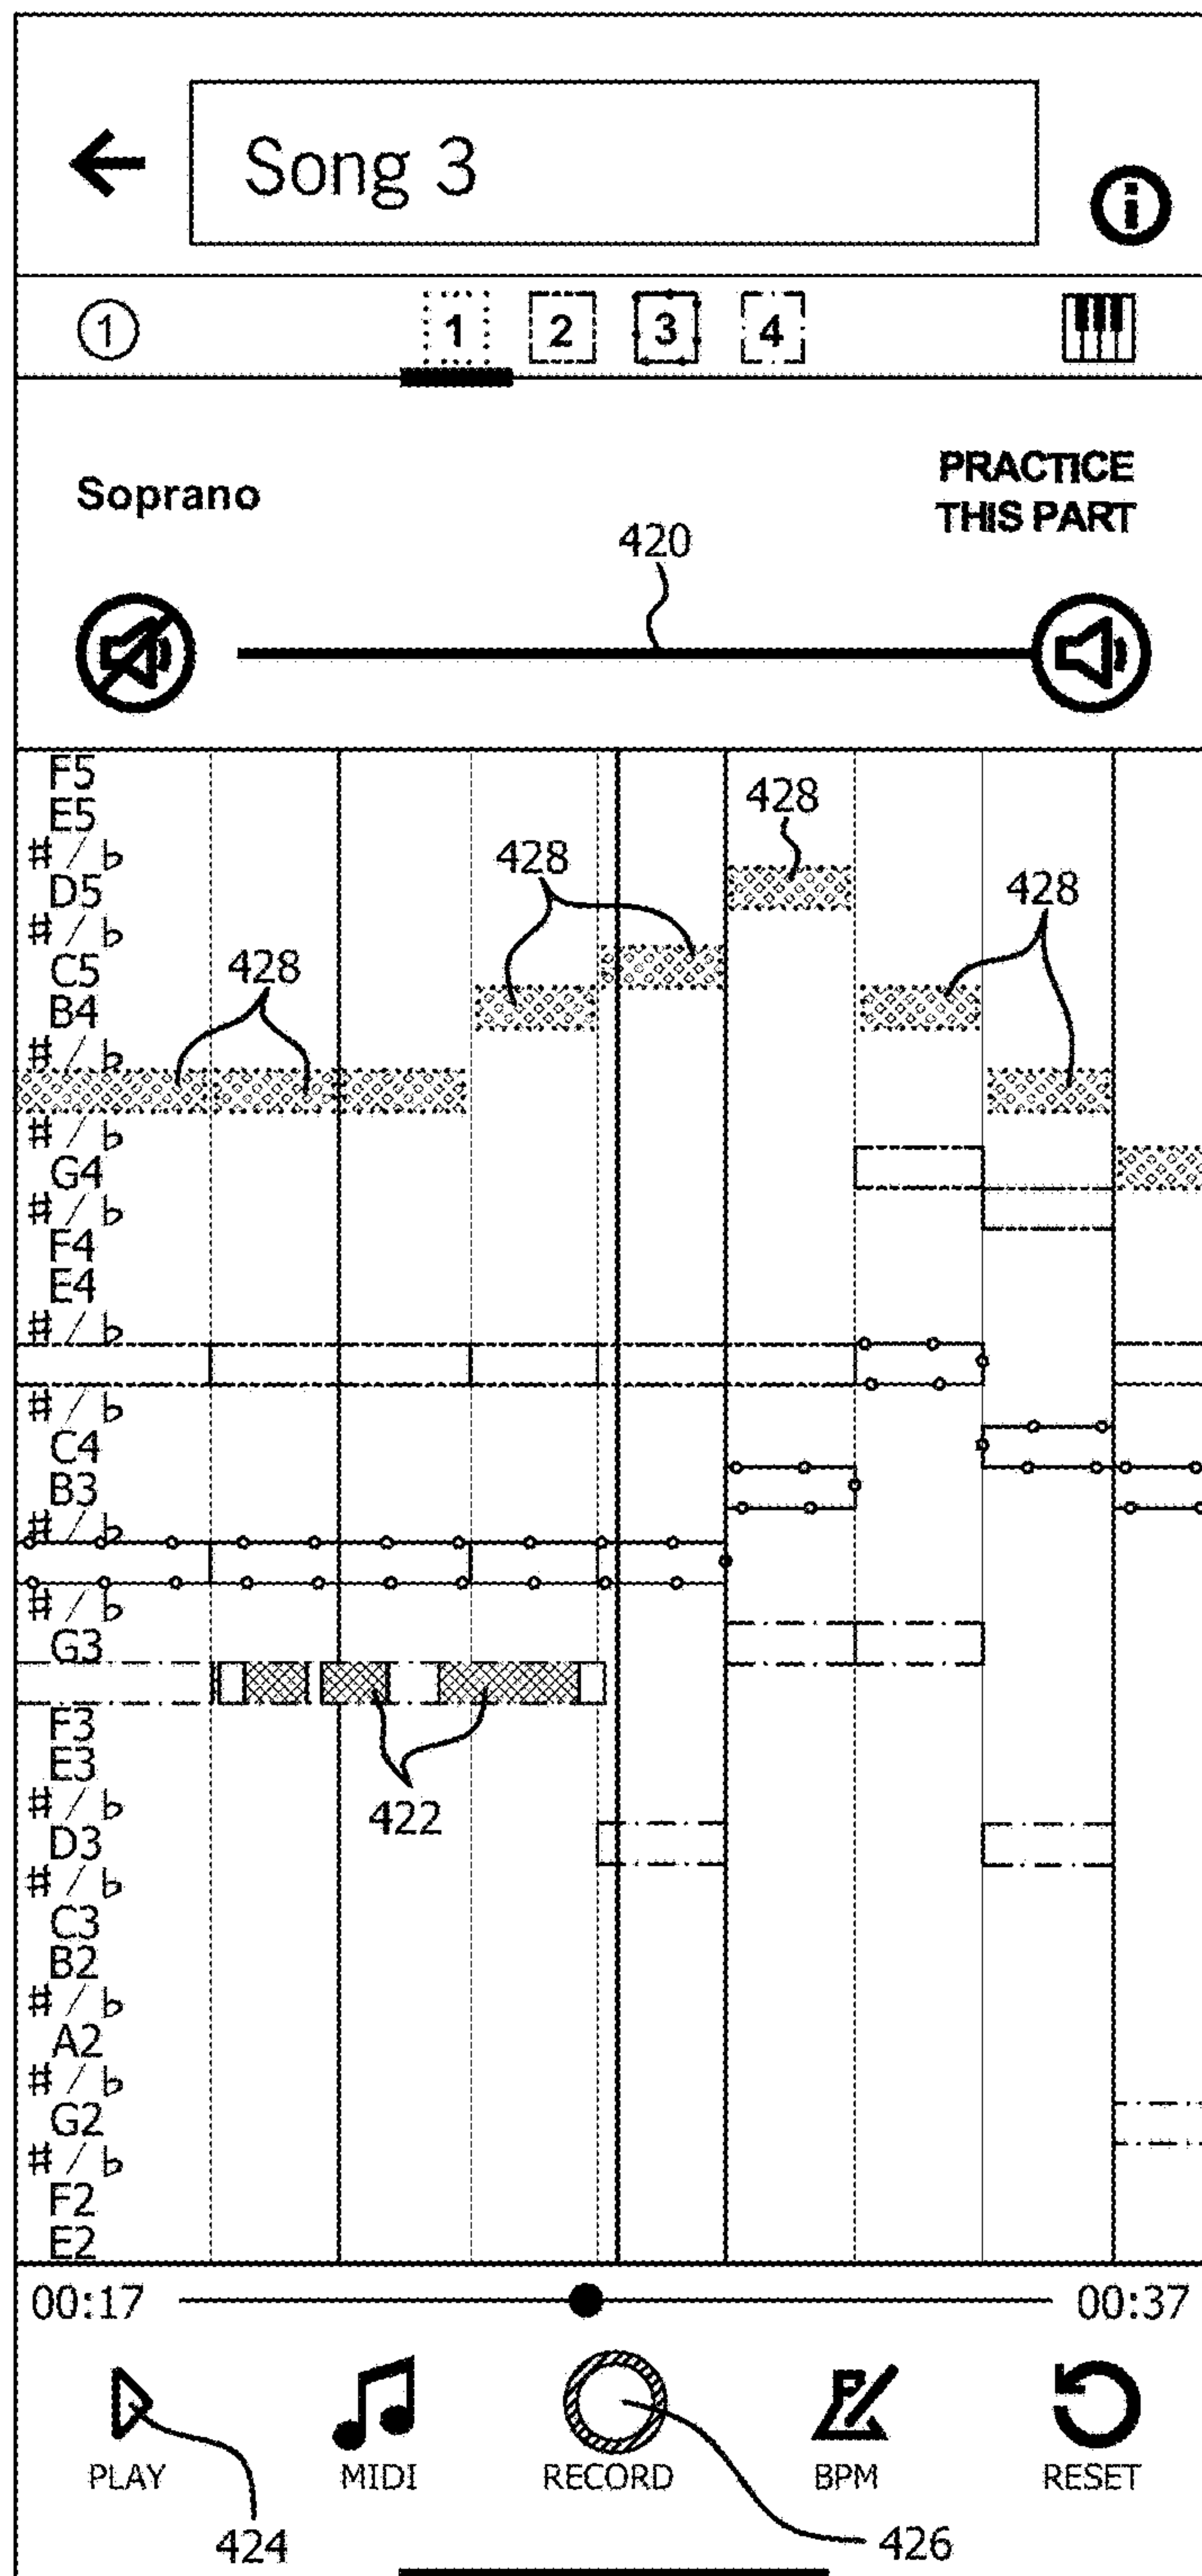 Song 3
i
1 1 2 3 4
Soprano
PRACTICE
THIS PART
420
F5
E5
428
# / ♭
428
D5
428
# / ♭
C5
428
B4
# / ♭
# / ♭
G4
# / ♭
F4
E4
# / ♭
# / ♭
C4
B3
# / ♭
# / ♭
G3
F3
E3
# / ♭
422
D3
# / ♭
C3
B2
# / ♭
A2
# / ♭
G2
# / ♭
F2
E2
00:17 00:37
PLAY MIDI RECORD BPM RESET
424 426